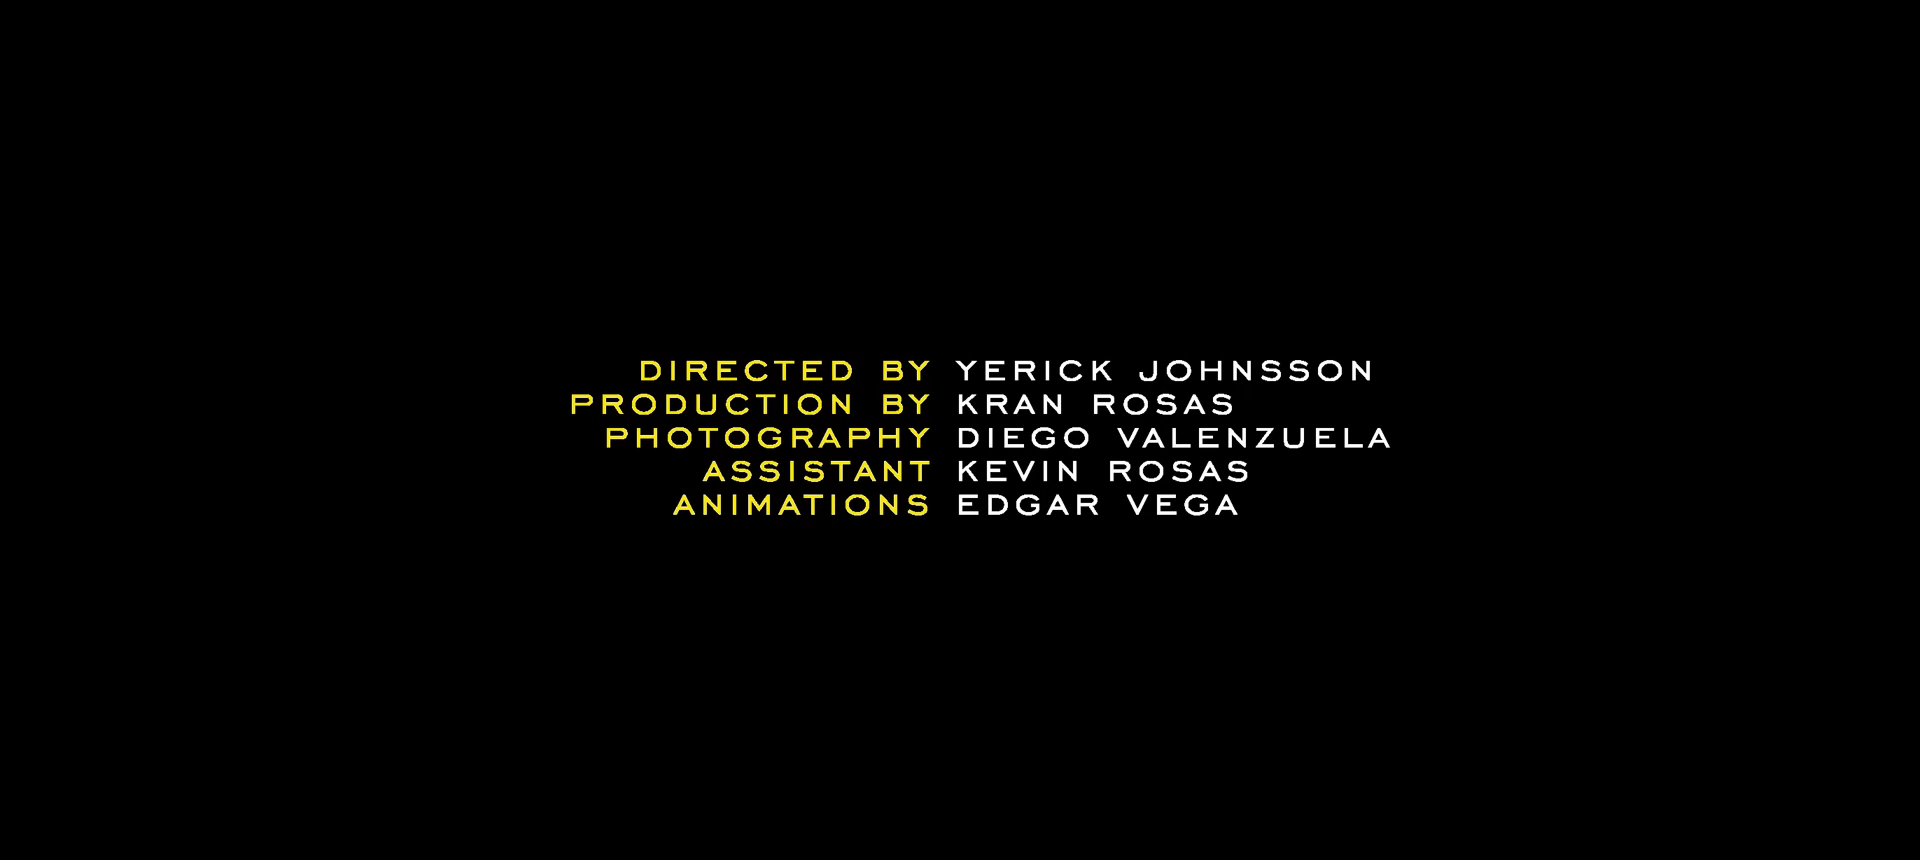 DIRECTED BY YERICK JOHNSSON
PRODUCTION BY KRAN ROSAS
PHOTOGRAPHY DIEGO VALENZUELA
ASSISTANT KEVIN ROSAS
ANIMATIONS EDGAR VEGA